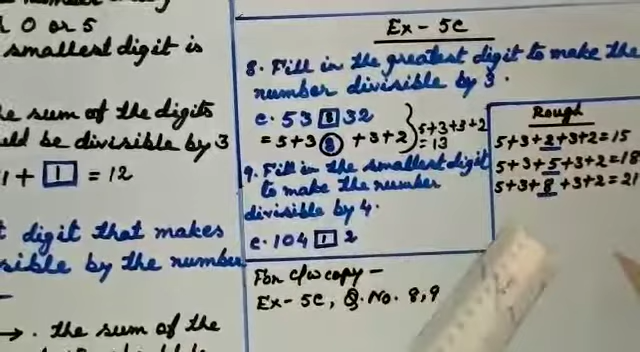 0 or 5
smallest digit is
sum of the digits
be divisible by 3
1 + 1 = 12
digit that makes
by the number
→. the sum of the
Ex - 5C
8. Fill in the greatest digit to make the
number divisible by 3.
c. 53 8 32
= 5+3 8 +3+2
5+3+3+2
= 13
9. Fill in the smallest digit
to make the number
divisible by 4.
c. 104 1 2
For c/w copy -
Ex - 5C, Q. No. 8,9
Rough
5+3+2+3+2=15
5+3+5+3+2=18
5+3+8+3+2=21